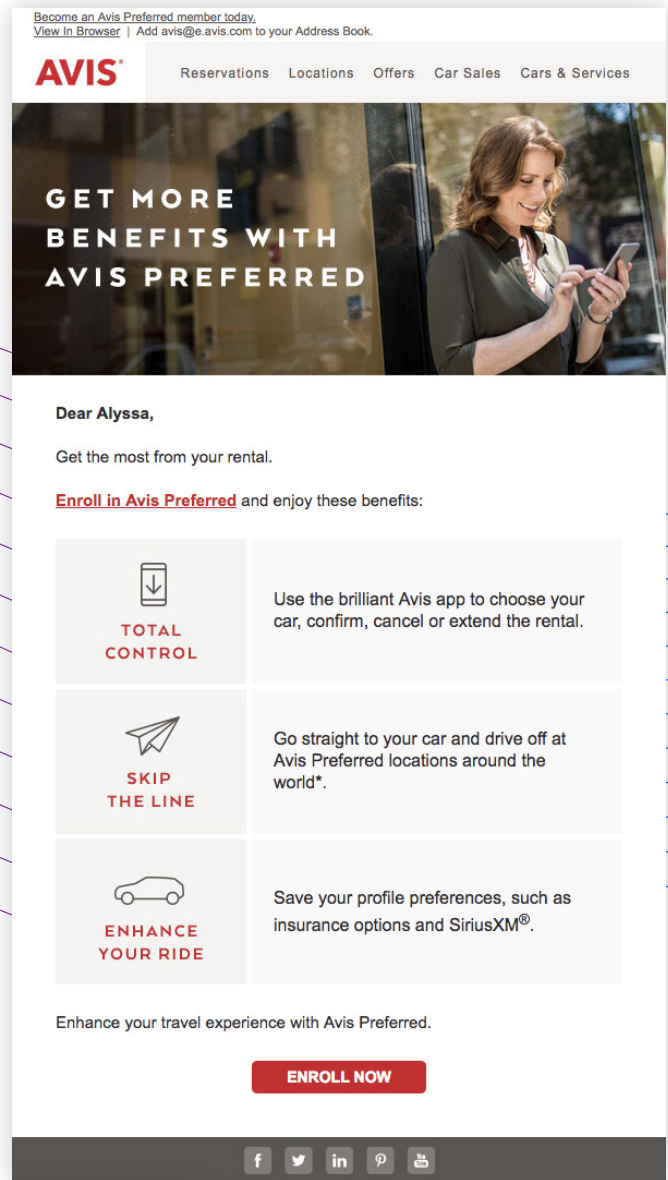 Become an Avis Preferred member today.
View In Browser | Add avis@e.avis.com to your Address Book.
AVIS®
Reservations Locations Offers Car Sales Cars & Services
GET MORE
BENEFITS WITH
AVIS PREFERRED
Dear Alyssa,
Get the most from your rental.
Enroll in Avis Preferred and enjoy these benefits:
TOTAL
CONTROL
Use the brilliant Avis app to choose your
car, confirm, cancel or extend the rental.
SKIP
THE LINE
Go straight to your car and drive off at
Avis Preferred locations around the
world*.
ENHANCE
YOUR RIDE
Save your profile preferences, such as
insurance options and SiriusXM®.
Enhance your travel experience with Avis Preferred.
ENROLL NOW
f in You Tube